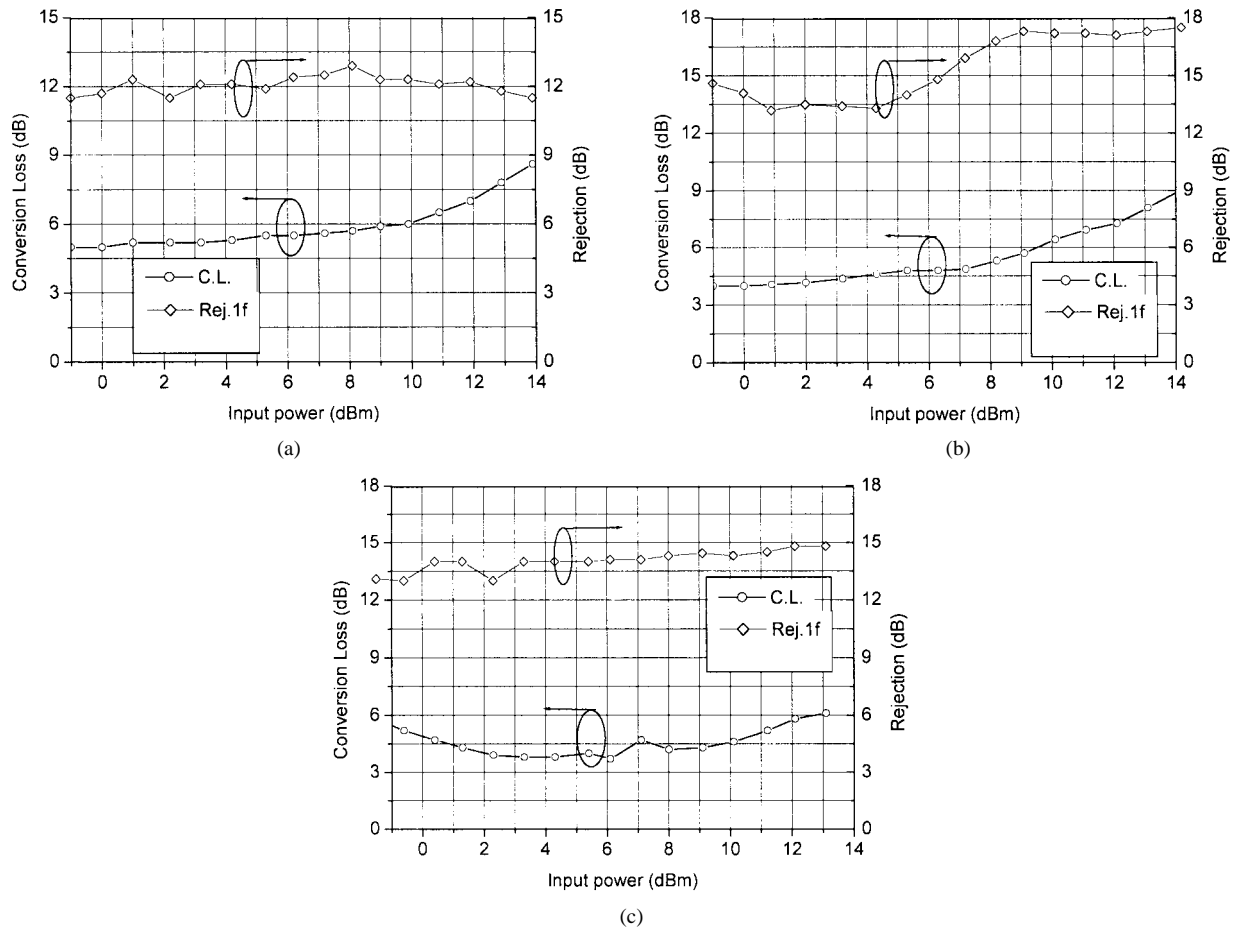 15
12
9
6
3
0
Conversion Loss (dB)
15
12
9
6
3
0
Rejection (dB)
C.L.
Rej.1f
0 2 4 6 8 10 12 14
Input power (dBm)
(a)
18
15
12
9
6
3
0
Conversion Loss (dB)
18
15
12
9
6
3
0
Rejection (dB)
C.L.
Rej.1f
0 2 4 6 8 10 12 14
Input power (dBm)
(b)
18
15
12
9
6
3
0
Conversion Loss (dB)
18
15
12
9
6
3
0
Rejection (dB)
C.L.
Rej.1f
0 2 4 6 8 10 12 14
Input power (dBm)
(c)